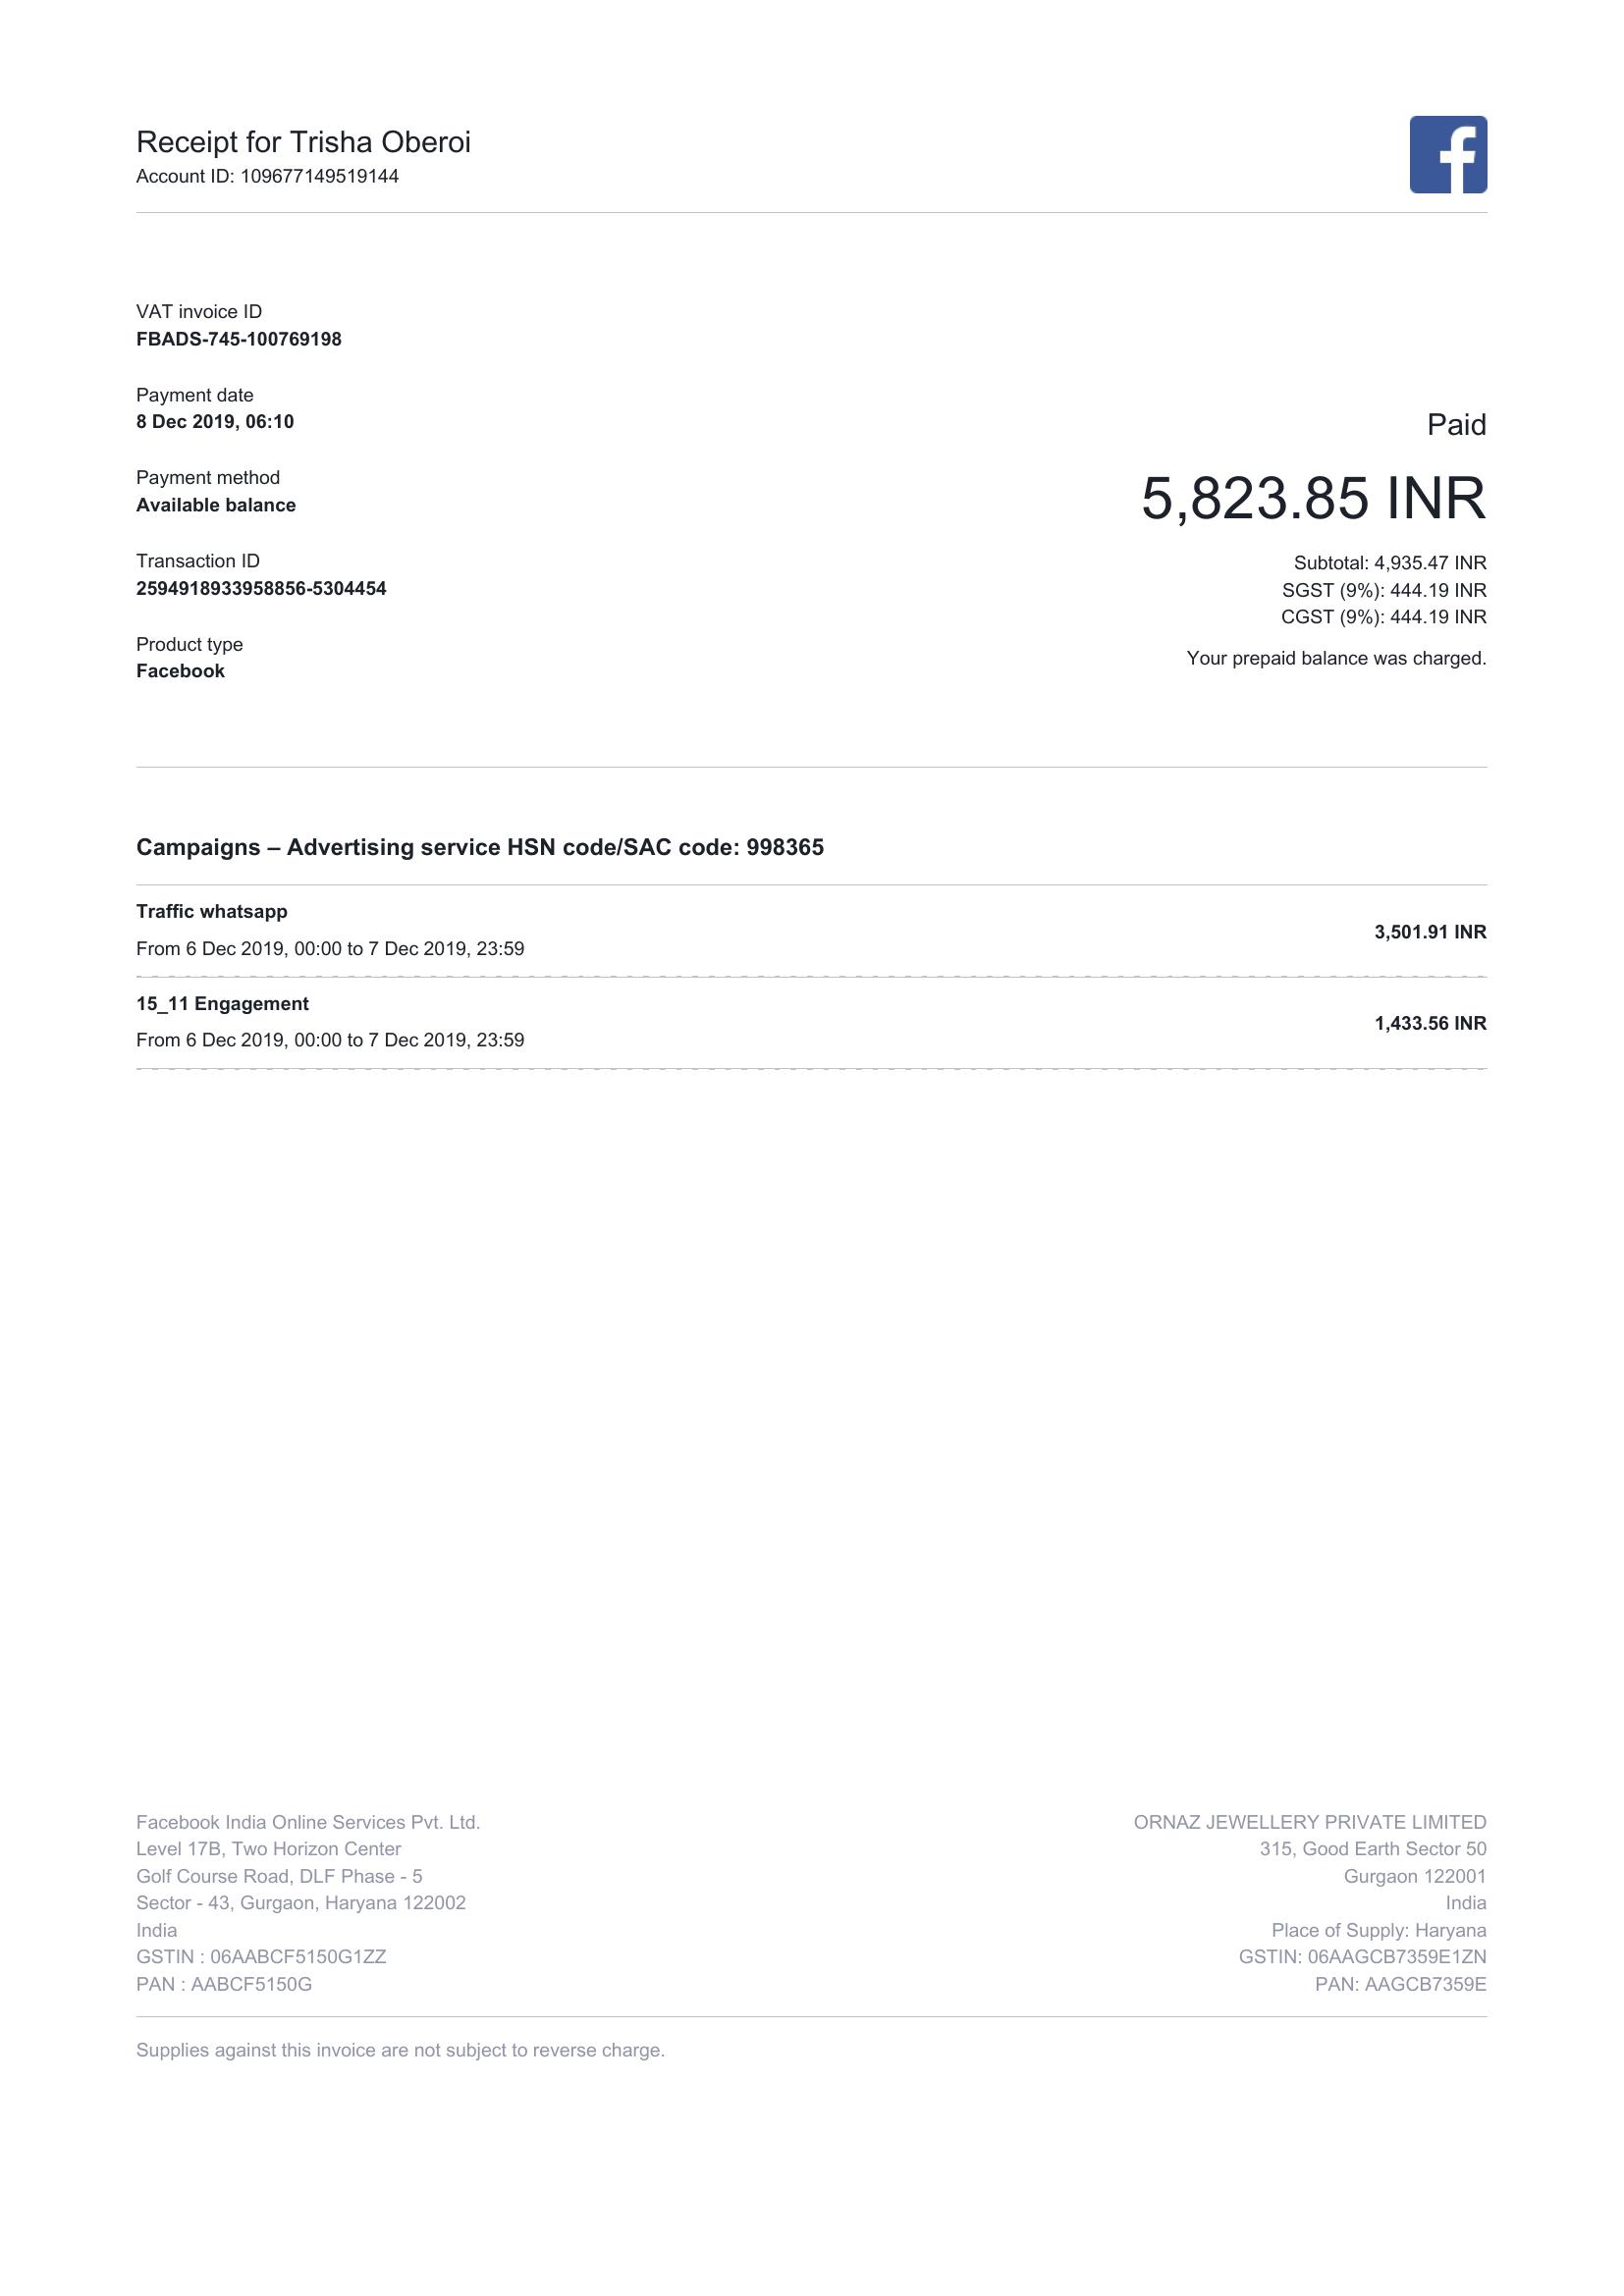 Receipt for Trisha Oberoi
Account ID: 109677149519144
VAT invoice ID
FBADS-745-100769198
Payment date
8 Dec 2019, 06:10
Payment method
Available balance
Transaction ID
2594918933958856-5304454
Product type
Facebook
Paid
5,823.85 INR
Subtotal: 4,935.47 INR
SGST (9%): 444.19 INR
CGST (9%): 444.19 INR
Your prepaid balance was charged.
Campaigns – Advertising service HSN code/SAC code: 998365
Traffic whatsapp
From 6 Dec 2019, 00:00 to 7 Dec 2019, 23:59
3,501.91 INR
15_11 Engagement
From 6 Dec 2019, 00:00 to 7 Dec 2019, 23:59
1,433.56 INR
Facebook India Online Services Pvt. Ltd.
Level 17B, Two Horizon Center
Golf Course Road, DLF Phase - 5
Sector - 43, Gurgaon, Haryana 122002
India
GSTIN : 06AABCF5150G1ZZ
PAN : AABCF5150G
ORNAZ JEWELLERY PRIVATE LIMITED
315, Good Earth Sector 50
Gurgaon 122001
India
Place of Supply: Haryana
GSTIN: 06AAGCB7359E1ZN
PAN: AAGCB7359E
Supplies against this invoice are not subject to reverse charge.